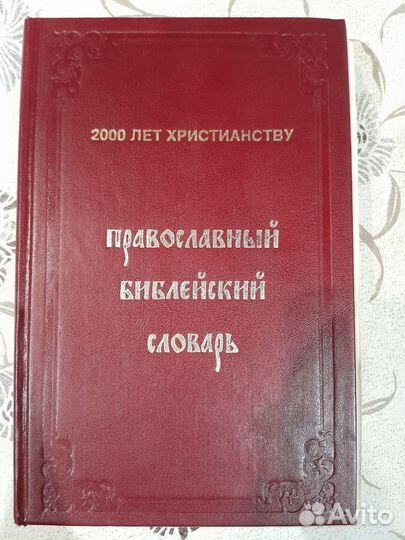 2000 ЛЕТ ХРИСТИАНСТВУ
ПРАВОСЛАВНЫЙ
БИБЛЕЙСКИЙ
СЛОВАРЬ
Avito